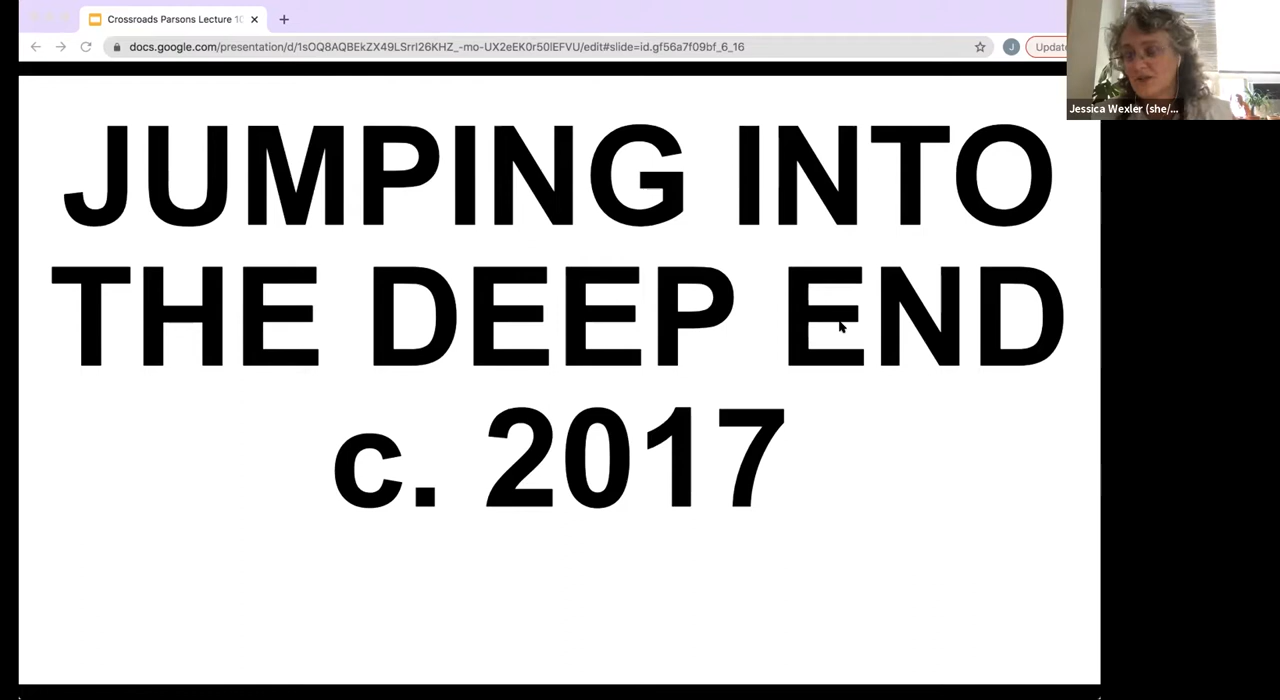 Crossroads Parsons Lecture
docs.google.com/presentation/d/1sOQ8AQBEkZX49LSrrI26KHZ_-mo-UX2eEK0r50lEFVU/edit#slide=id.gf56a7f09bf_6_16
J
Update
Jessica Wexler (she/...
JUMPING INTO
THE DEEP END
c. 2017